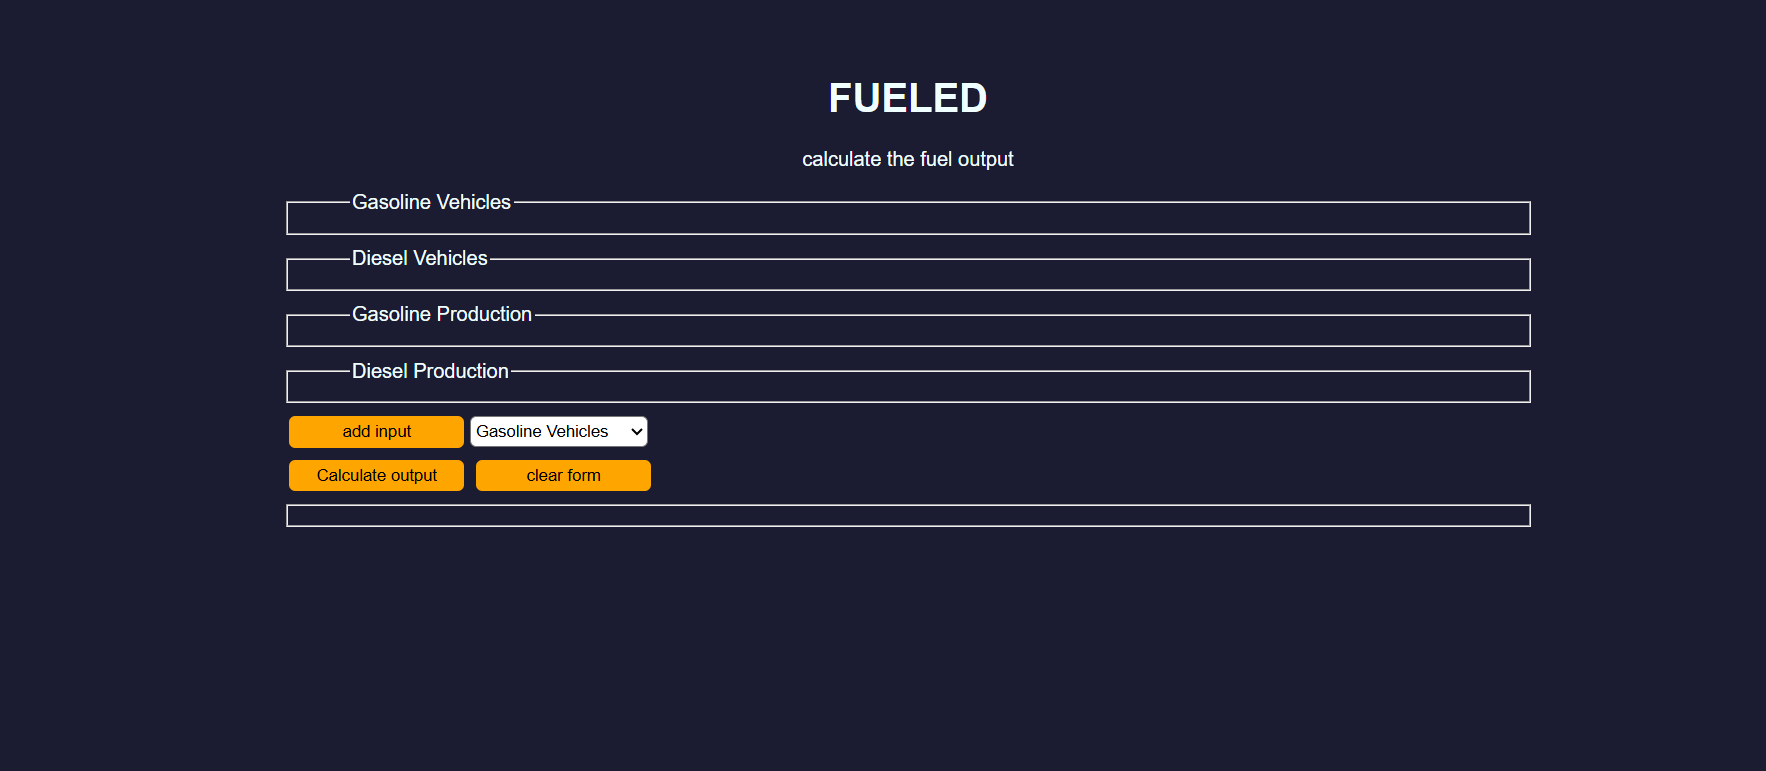 FUELED
calculate the fuel output
Gasoline Vehicles
Diesel Vehicles
Gasoline Production
Diesel Production
add input Gasoline Vehicles
Calculate output clear form